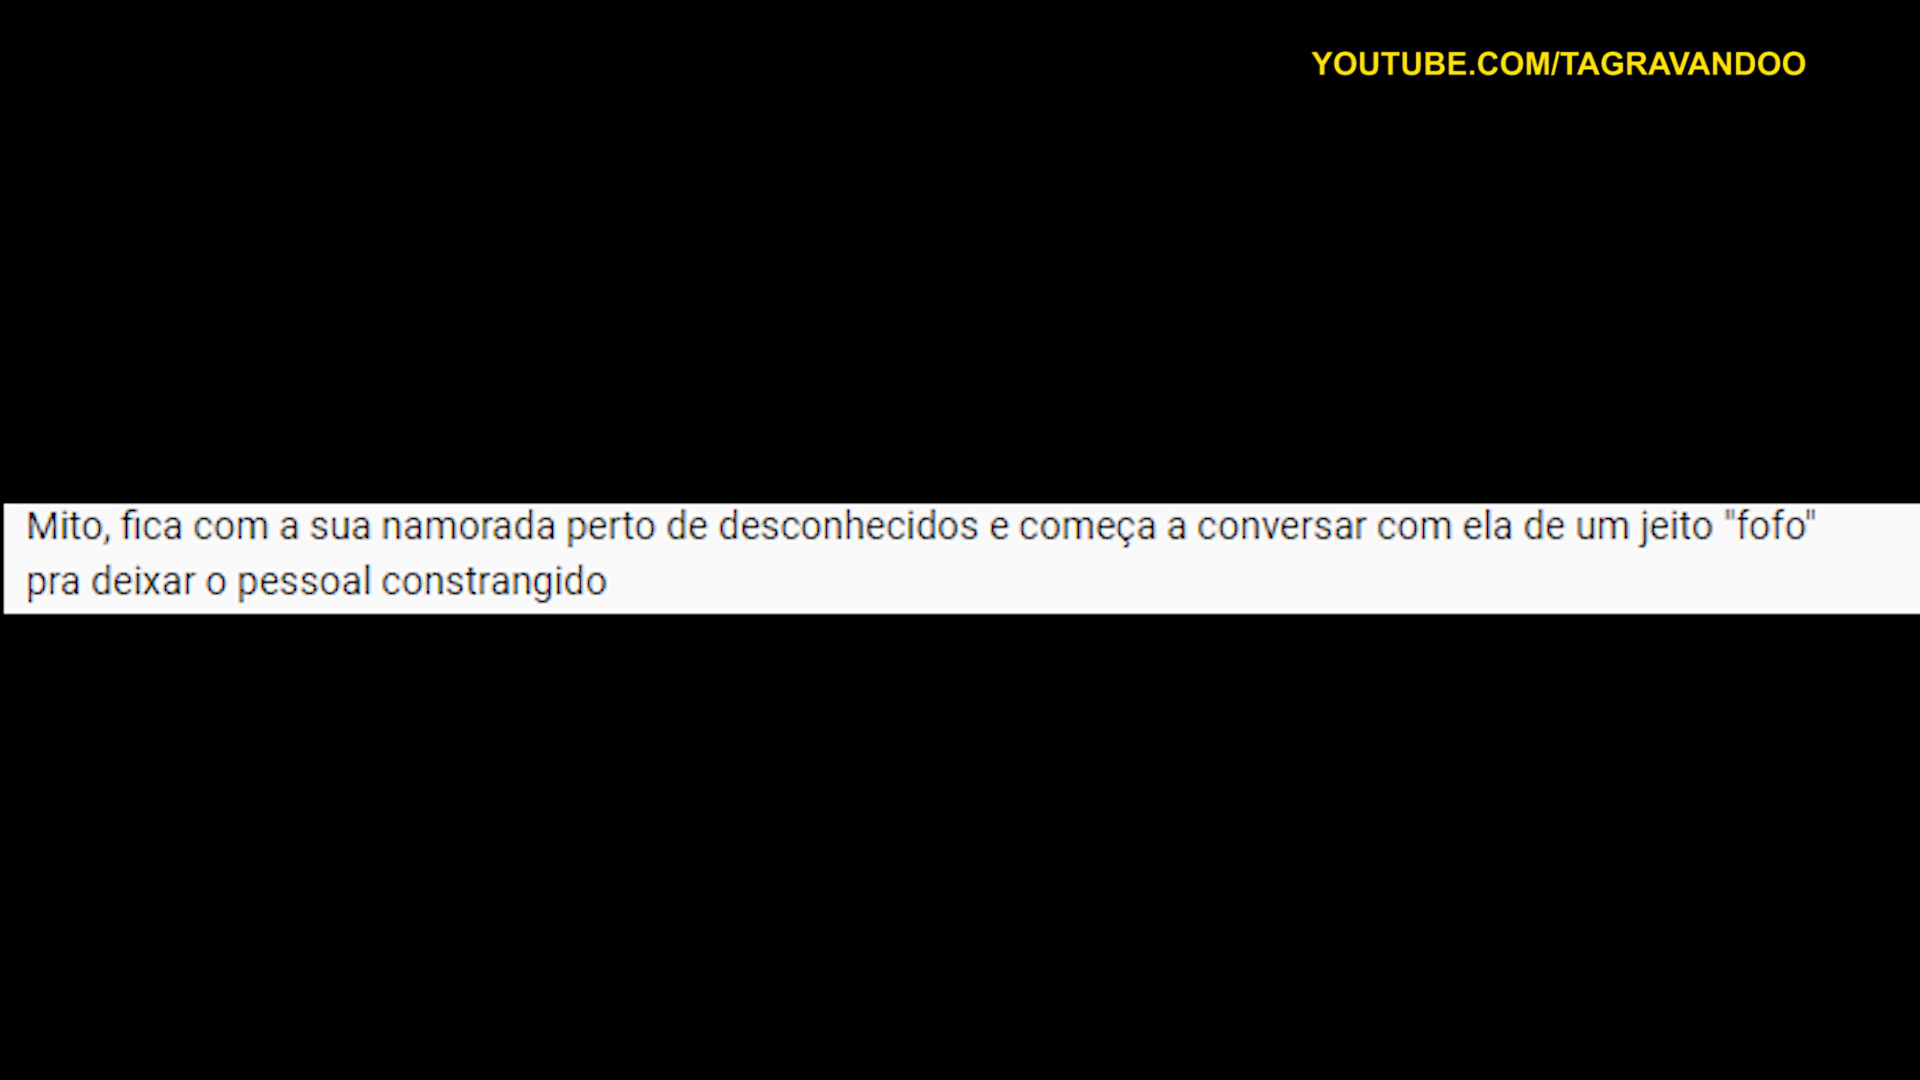 YOUTUBE.COM/TAGRAVANDOO
Mito, fica com a sua namorada perto de desconhecidos e começa a conversar com ela de um jeito "fofo"
pra deixar o pessoal constrangido